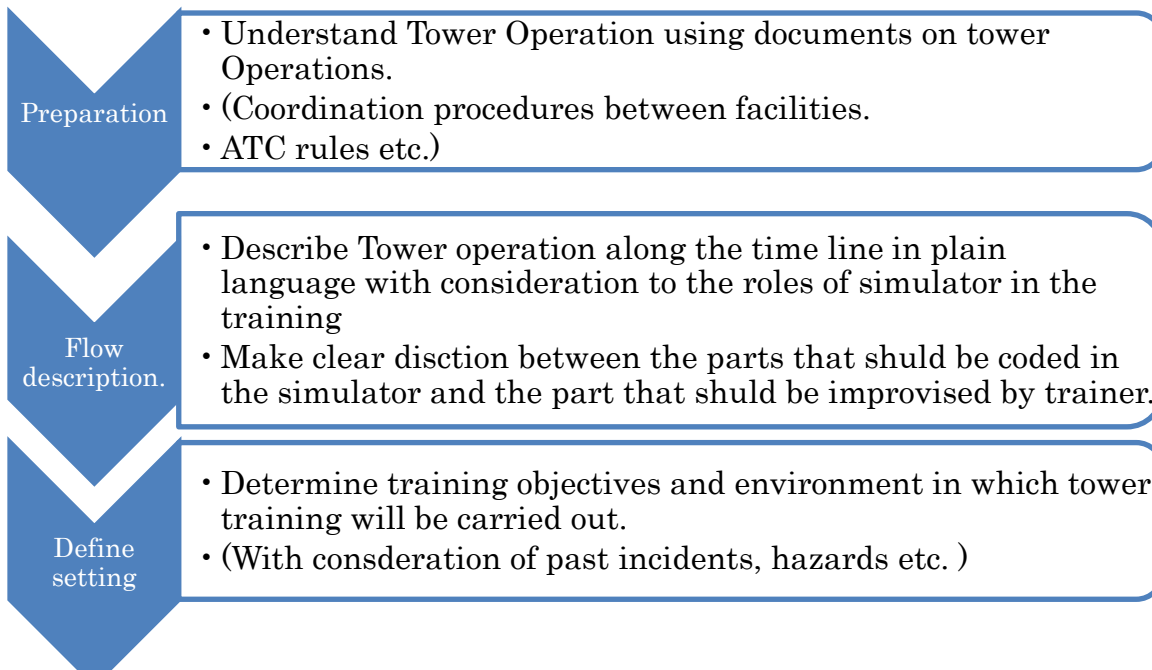 Preparation
• Understand Tower Operation using documents on tower
Operations.
• (Coordination procedures between facilities.
• ATC rules etc.)
Flow
description.
• Describe Tower operation along the time line in plain
language with consideration to the roles of simulator in the
training
• Make clear disction between the parts that shuld be coded in
the simulator and the part that shuld be improvised by trainer.
Define
setting
• Determine training objectives and environment in which tower
training will be carried out.
• (With consderation of past incidents, hazards etc. )